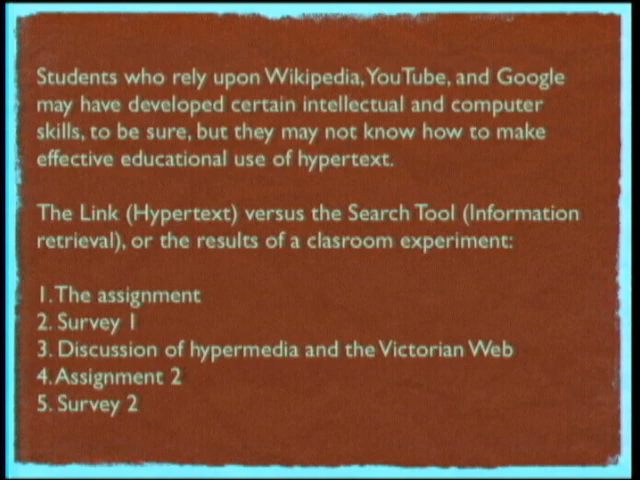 Students who rely upon Wikipedia, YouTube, and Google
may have developed certain intellectual and computer
skills, to be sure, but they may not know how to make
effective educational use of hypertext.
The Link (Hypertext) versus the Search Tool (Information
retrieval), or the results of a clasroom experiment:
1. The assignment
2. Survey 1
3. Discussion of hypermedia and the Victorian Web
4. Assignment 2
5. Survey 2